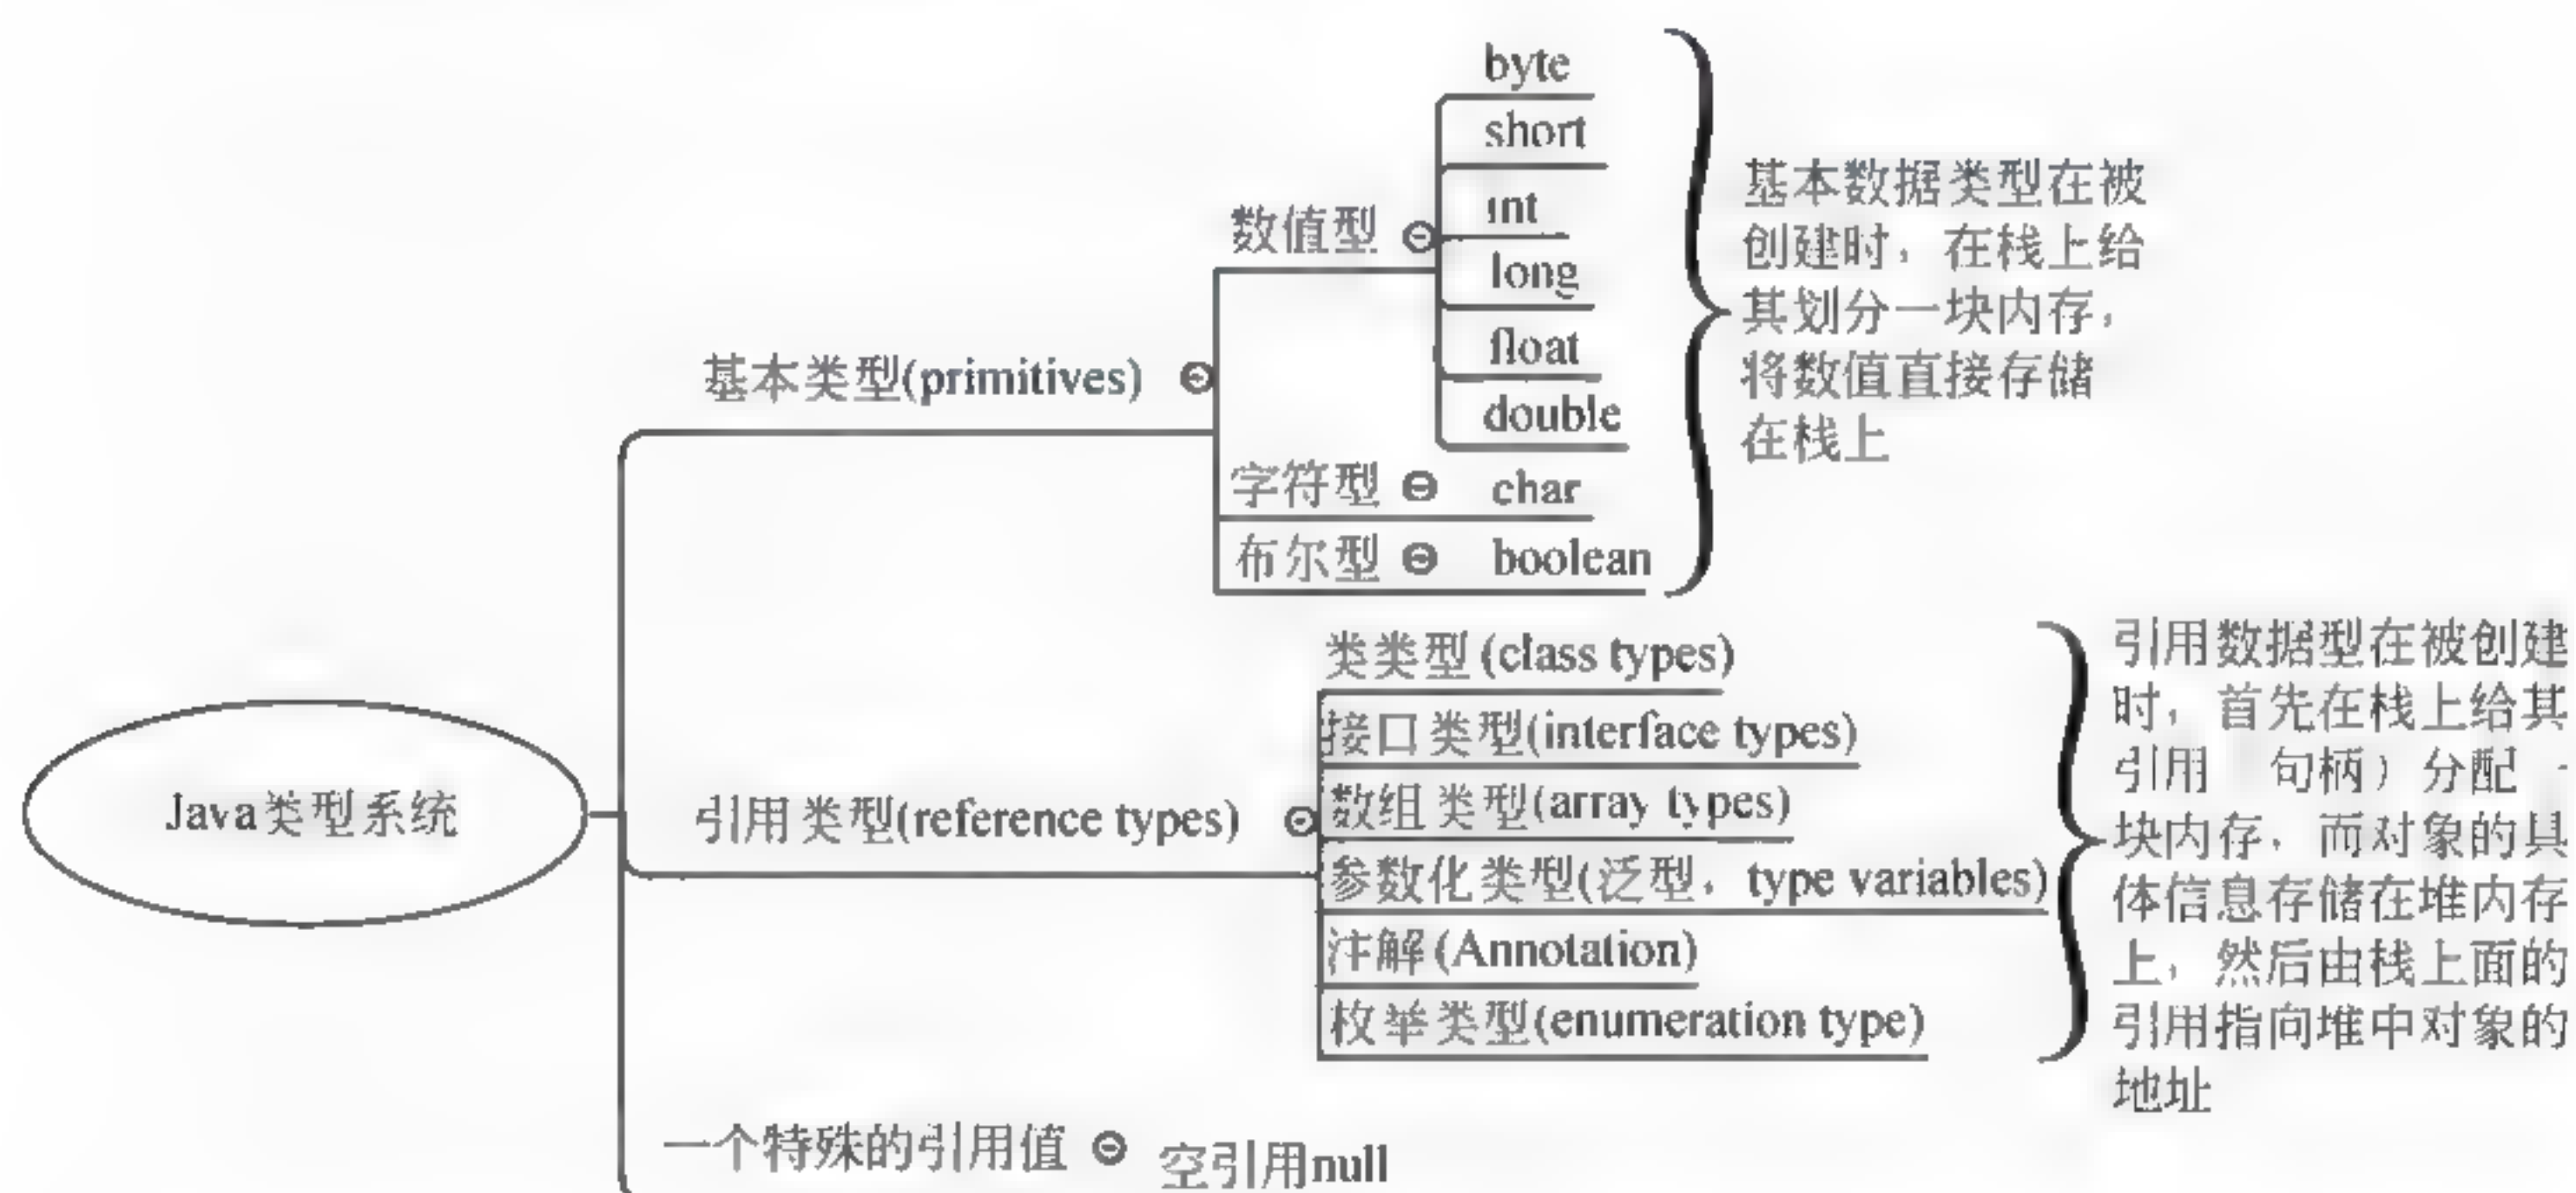 byte
short
int
long
float
double
数值型
基本类型(primitives)
字符型 char
布尔型 boolean
基本数据类型在被
创建时，在栈上给
其划分一块内存，
将数值直接存储
在栈上
Java类型系统
引用类型(reference types)
类类型(class types)
接口类型(interface types)
数组类型(array types)
参数化类型(泛型，type variables)
注解(Annotation)
枚举类型(enumeration type)
引用数据型在被创建
时，首先在栈上给其
引用 句柄）分配
块内存，而对象的具
体信息存储在堆内存
上，然后由栈上面的
引用指向堆中对象的
地址
一个特殊的引用值 空引用null